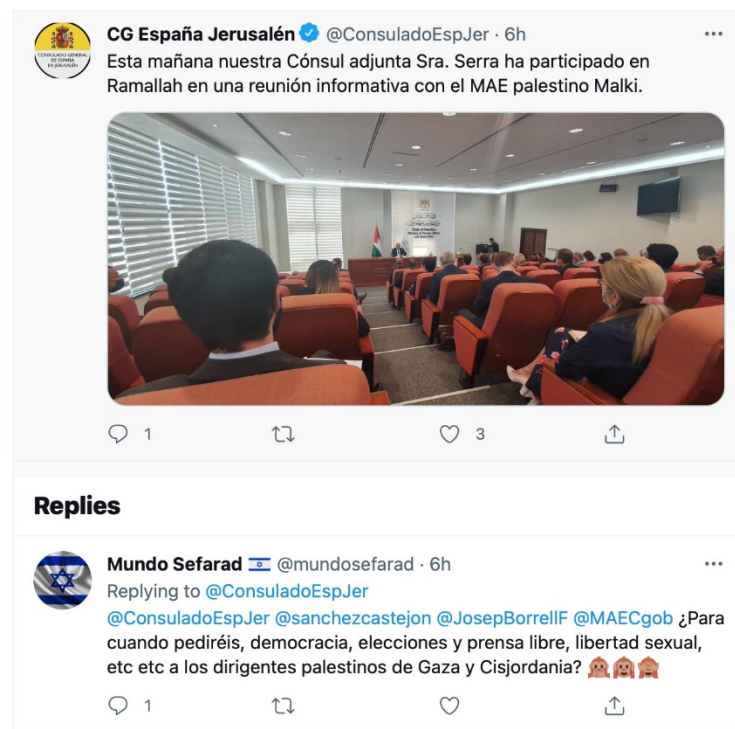 CG España Jerusalén @ConsuladoEspJer · 6h
Esta mañana nuestra Cónsul adjunta Sra. Serra ha participado en
Ramallah en una reunión informativa con el MAE palestino Malki.
1
3
Replies
Mundo Sefarad 🇮🇱 @mundosefarad · 6h
Replying to @ConsuladoEspJer
@ConsuladoEspJer @sanchezcastejon @JosepBorrellF @MAECgob ¿Para
cuando pediréis, democracia, elecciones y prensa libre, libertad sexual,
etc etc a los dirigentes palestinos de Gaza y Cisjordania? 🙊🙉🙈
1